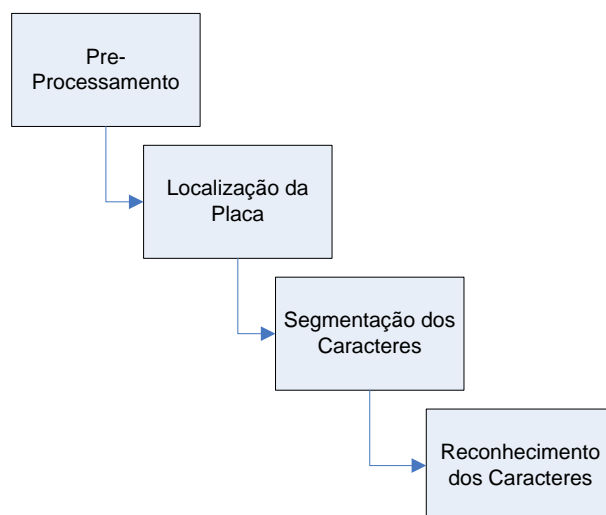 Pre-
Processamento
Localização da
Placa
Segmentação dos
Caracteres
Reconhecimento
dos Caracteres